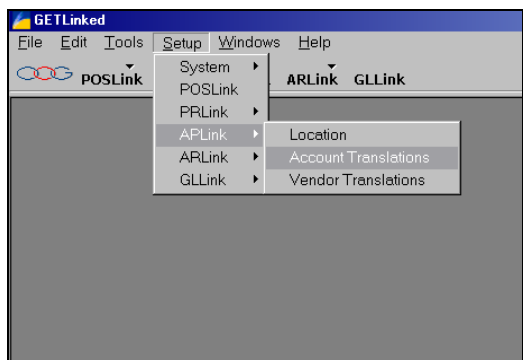 GETLinked
File Edit Tools Setup Windows Help
POSLink ARLink GLLink
System
POSLink
PRLink
APLink
ARLink
GLLink
Location
Account Translations
Vendor Translations